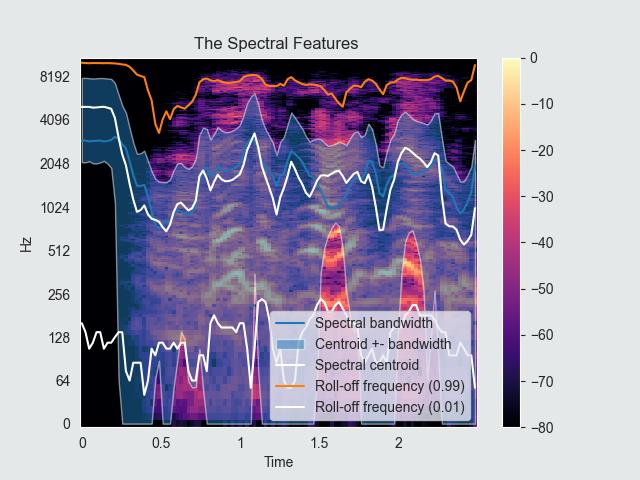 The Spectral Features
Hz
8192
4096
2048
1024
512
256
128
64
0
0
0.5
1
1.5
2
Time
Spectral bandwidth
Centroid +- bandwidth
Spectral centroid
Roll-off frequency (0.99)
Roll-off frequency (0.01)
0
−10
−20
−30
−40
−50
−60
−70
−80